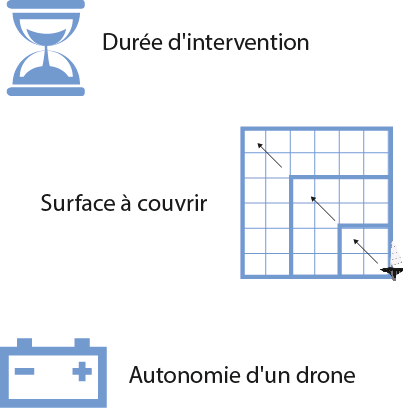 Durée d'intervention
Surface à couvrir
Autonomie d'un drone